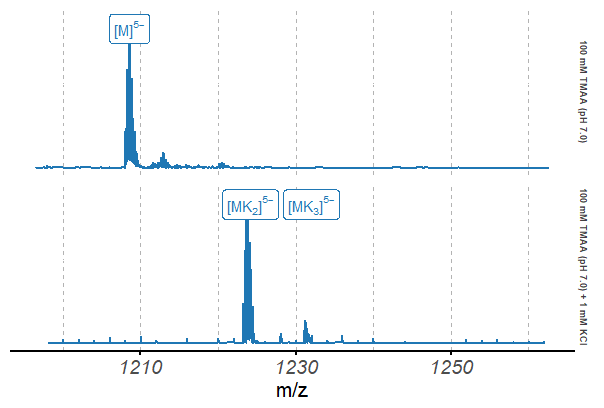 [M]⁵⁻
100 mM TMAA (pH 7.0)
[MK₂]⁵⁻ [MK₃]⁵⁻
100 mM TMAA (pH 7.0) + 1 mM KCl
1210 1230 1250
m/z